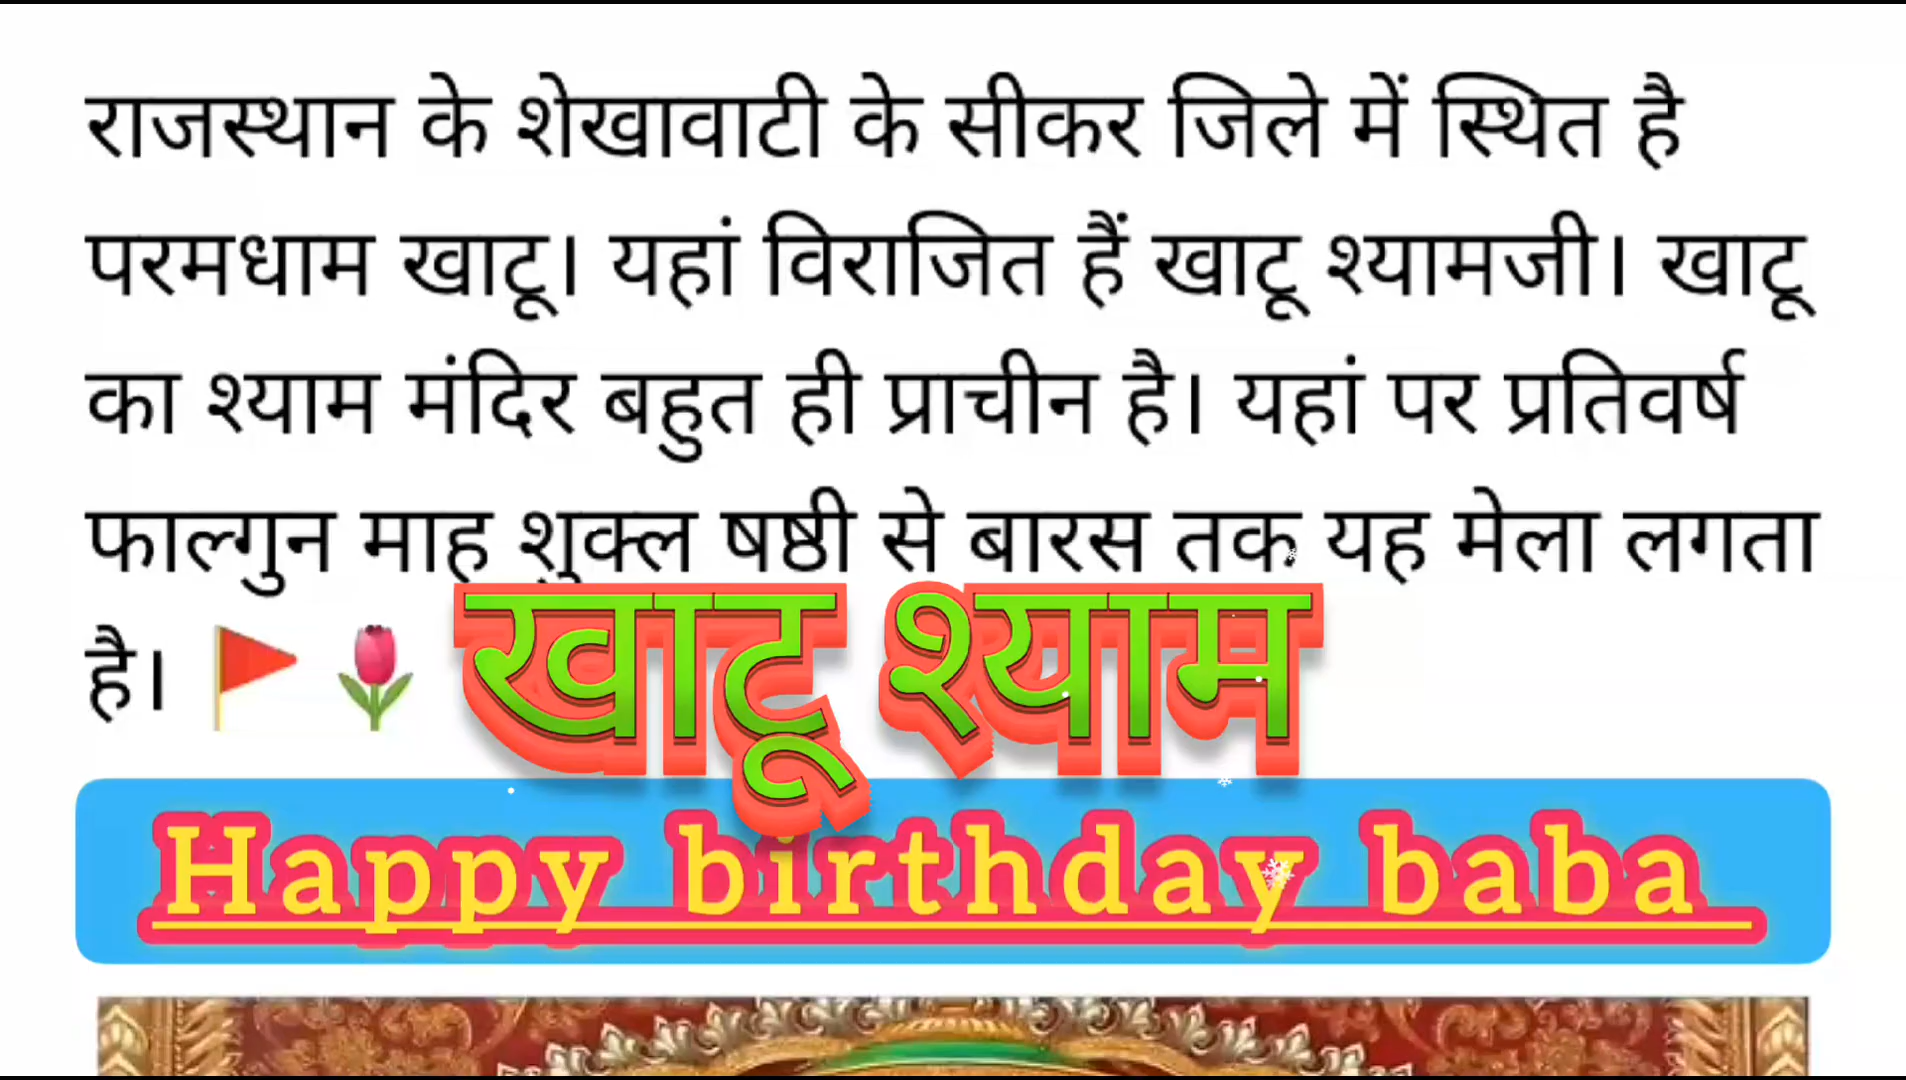 राजस्थान के शेखावाटी के सीकर जिले में स्थित है
परमधाम खाटू। यहां विराजित हैं खाटू श्यामजी। खाटू
का श्याम मंदिर बहुत ही प्राचीन है। यहां पर प्रतिवर्ष
फाल्गुन माह शुक्ल षष्ठी से बारस तक यह मेला लगता
है। 🚩🌷
खाटू श्याम
Happy birthday baba